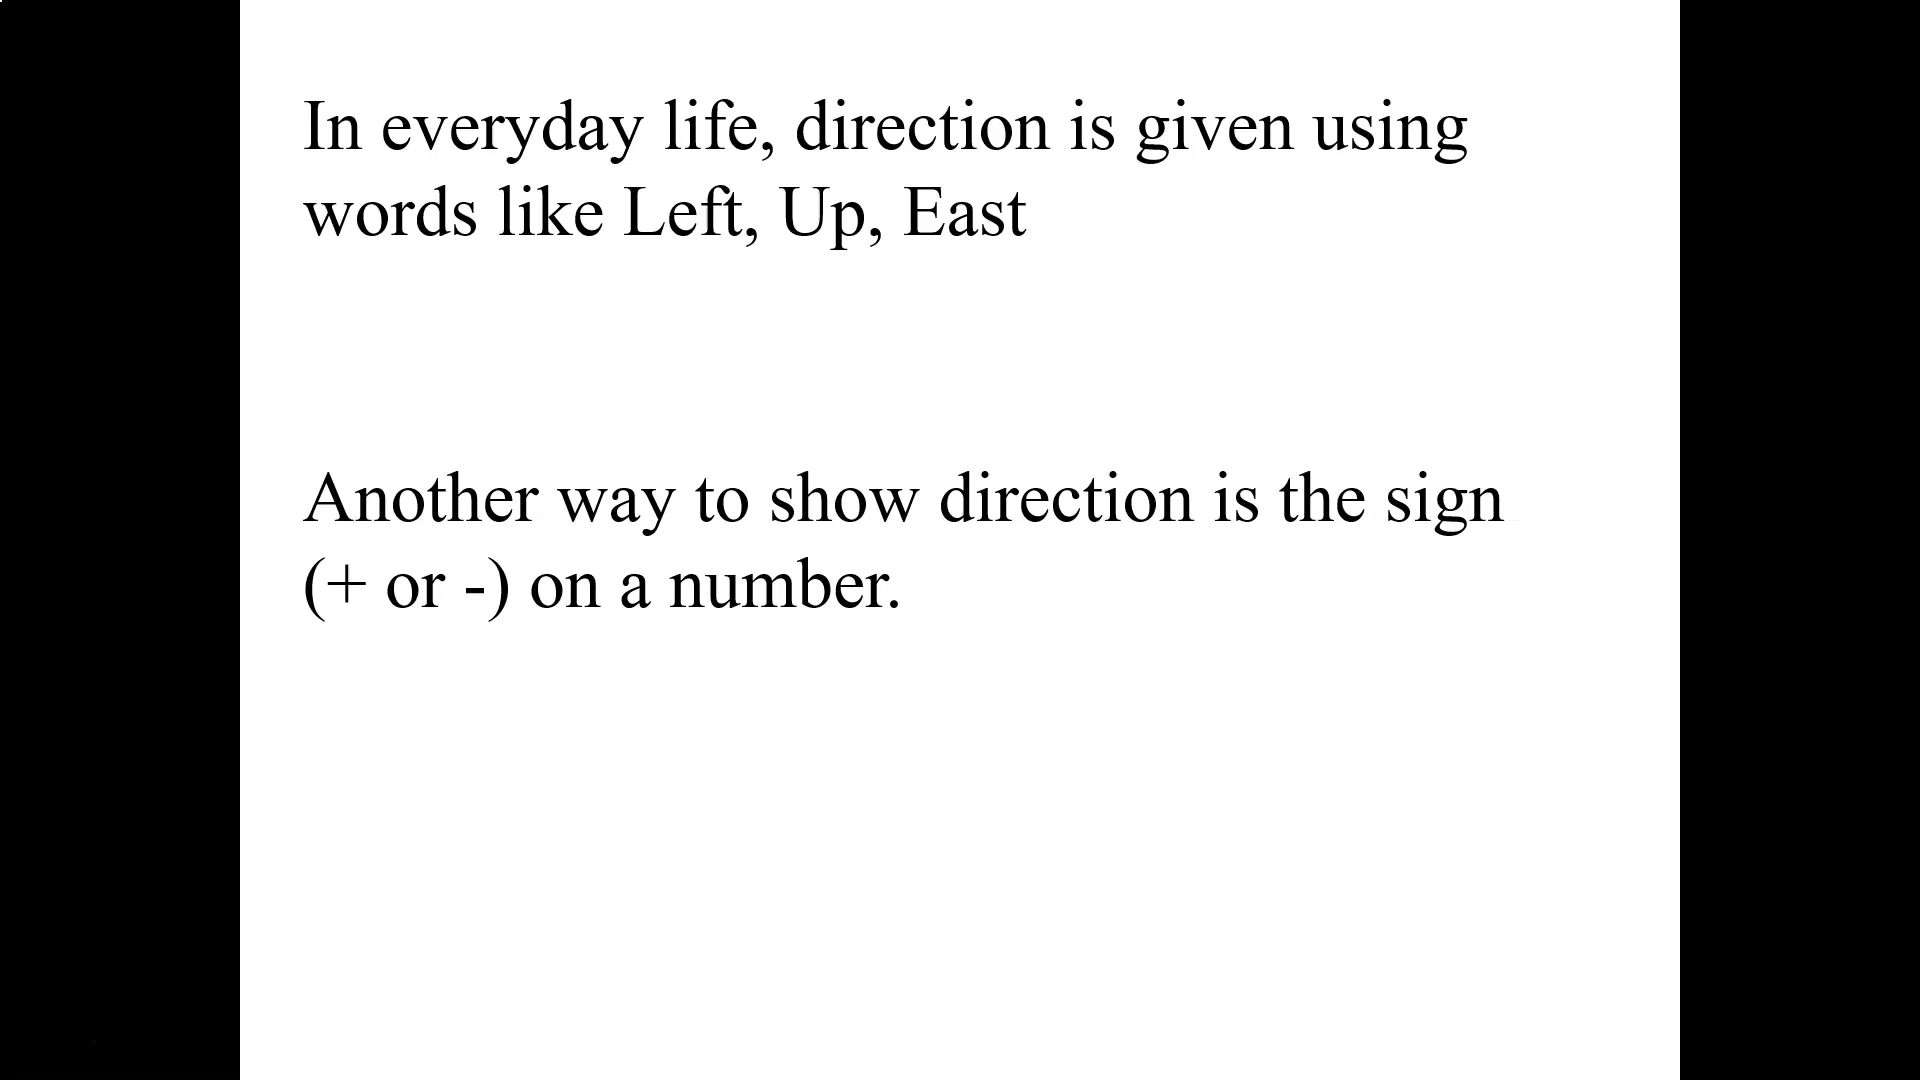 In everyday life, direction is given using
words like Left, Up, East
Another way to show direction is the sign
(+ or -) on a number.